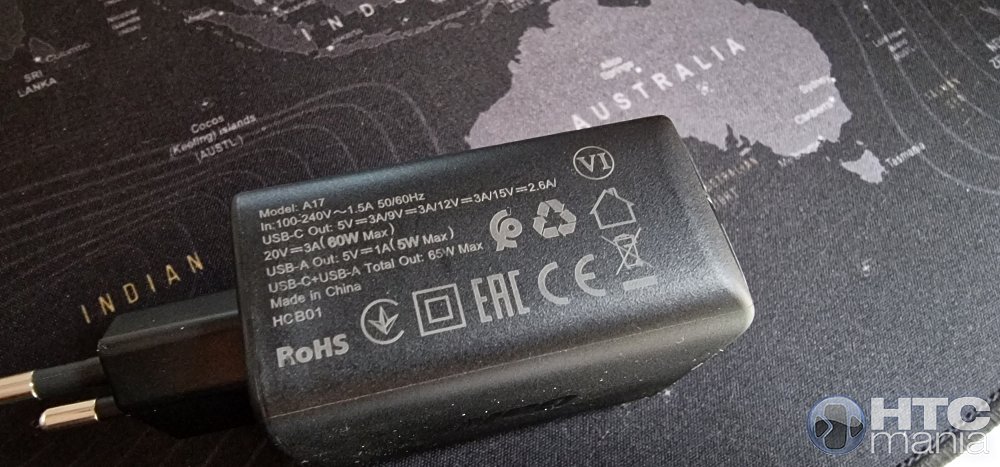 SRI
LANKA
Cocos
(Keeling) Islands
(AUSTL)
AUSTRALIA
Tasmania
INDIAN
VI
Model: A17
In:100-240V～1.5A 50/60Hz
USB-C Out: 5V⎓3A/9V⎓3A/12V⎓3A/15V⎓2.6A/
20V⎓3A(60W Max)
USB-A Out: 5V⎓1A(5W Max)
USB-C+USB-A Total Out: 65W Max
Made in China
HCB01
RoHS
EAC CE
HTC
mania